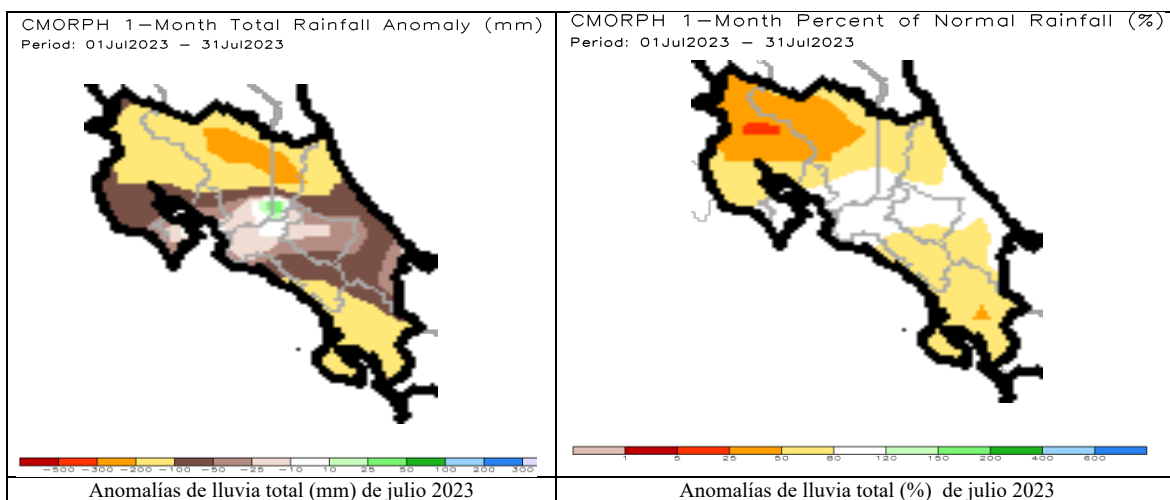 CMORPH 1-Month Total Rainfall Anomaly (mm)
Period: 01Jul2023 - 31Jul2023
-500 -300 -200 -100 -50 -25 -10 10 25 50 100 200 300
Anomalías de lluvia total (mm) de julio 2023
CMORPH 1-Month Percent of Normal Rainfall (%)
Period: 01Jul2023 - 31Jul2023
1 5 25 50 80 120 150 200 400 600
Anomalías de lluvia total (%) de julio 2023